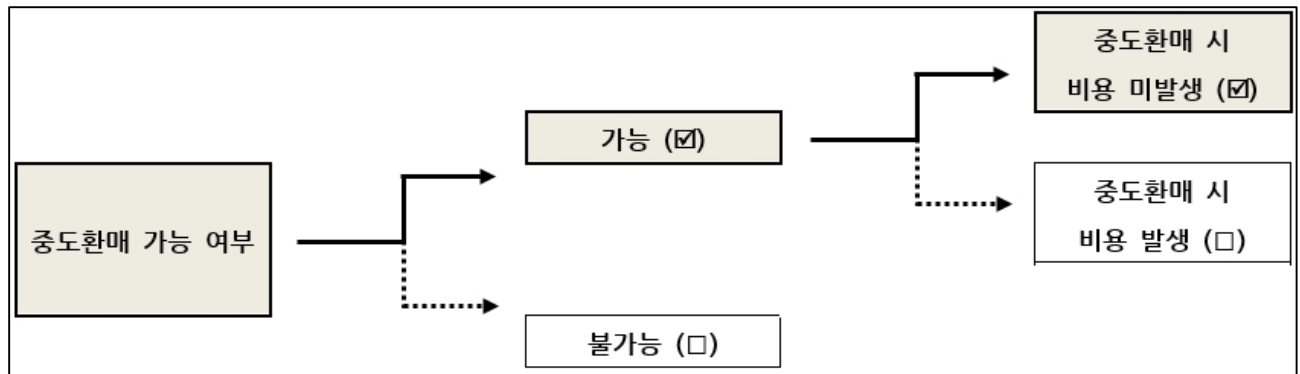 중도환매 가능 여부
가능 (☑)
불가능 (□)
중도환매 시
비용 미발생 (☑)
중도환매 시
비용 발생 (□)